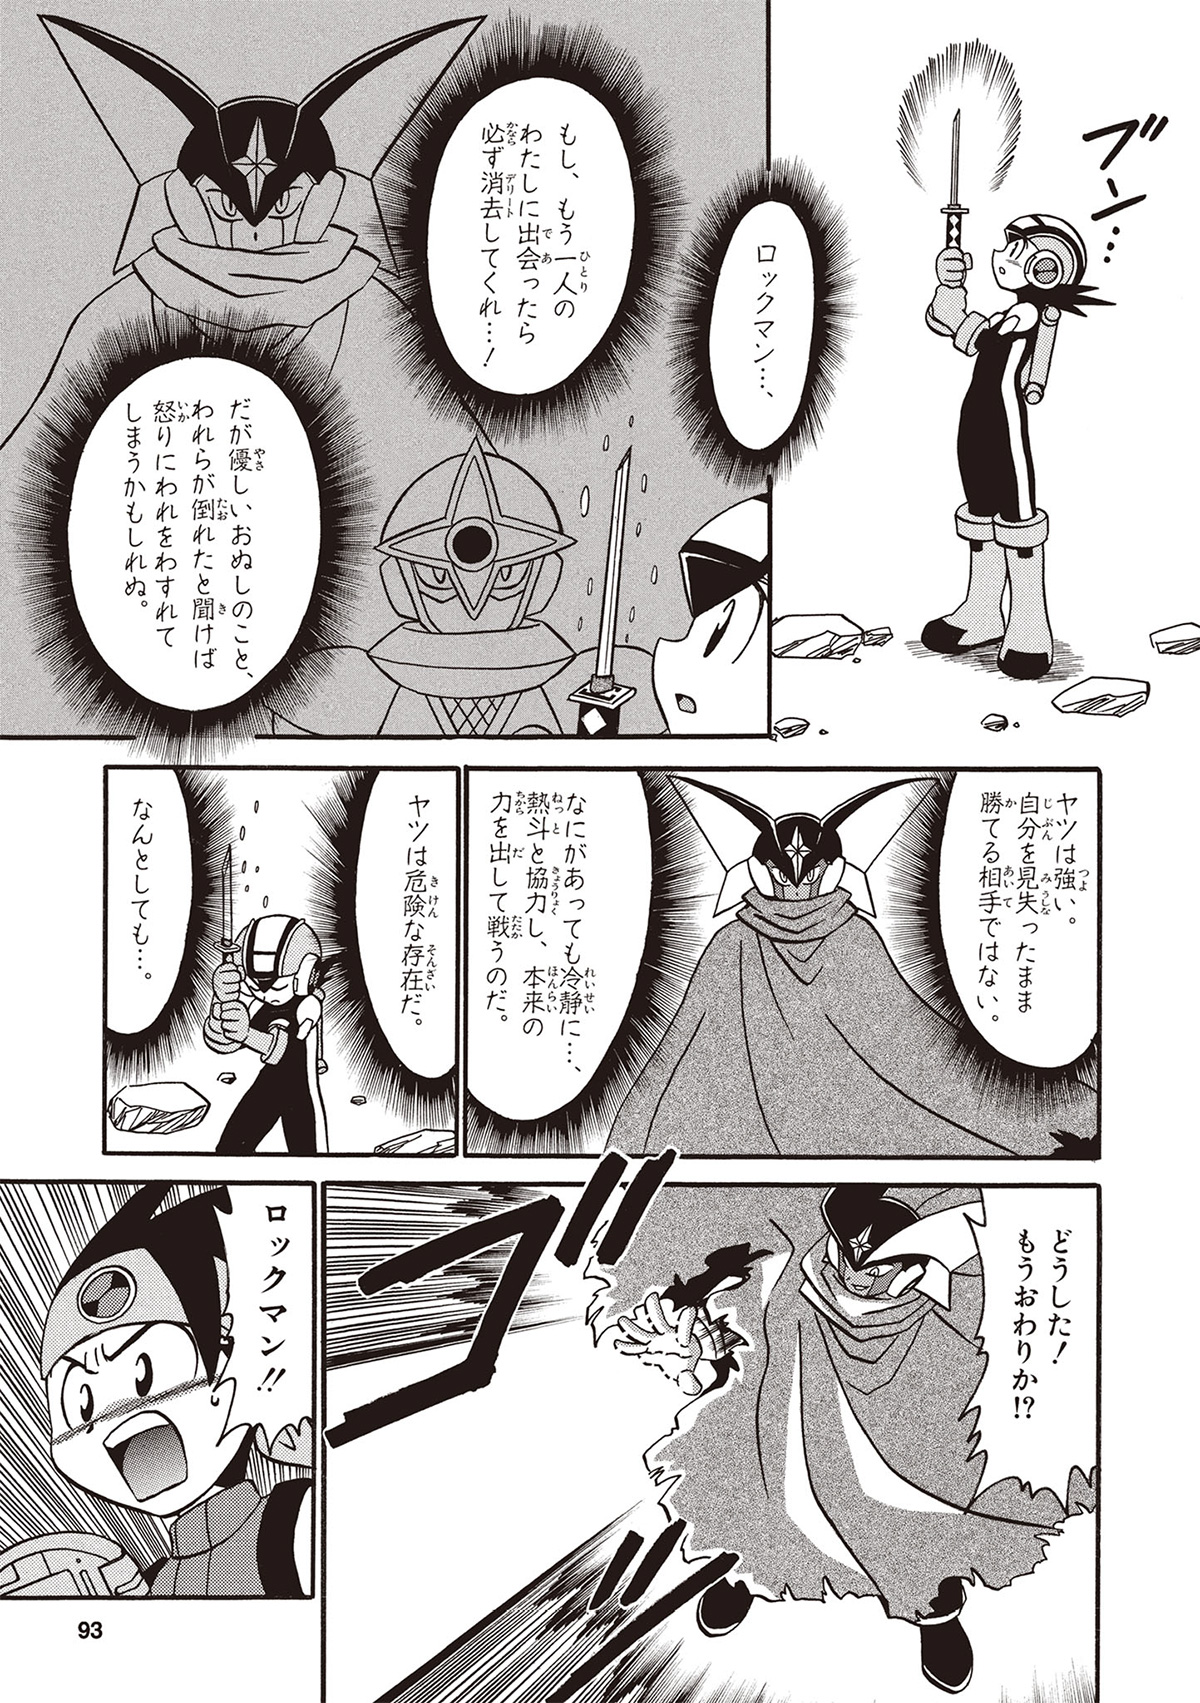 ブン…
ロックマン…、
もし、もう一人の
わたしに出会ったら
必ず消去してくれ…！
だが優しいおぬしのこと、
われらが倒れたと聞けば
怒りにわれをわすれて
しまうかもしれぬ。
ヤツは強い。
自分を見失ったまま
勝てる相手ではない。
なにがあっても冷静に…、
熱斗と協力し、本来の
力を出して戦うのだ。
ヤツは危険な存在だ。
なんとしても…。
どうした！
もうおわりか!?
ブン
ロックマン!!
93